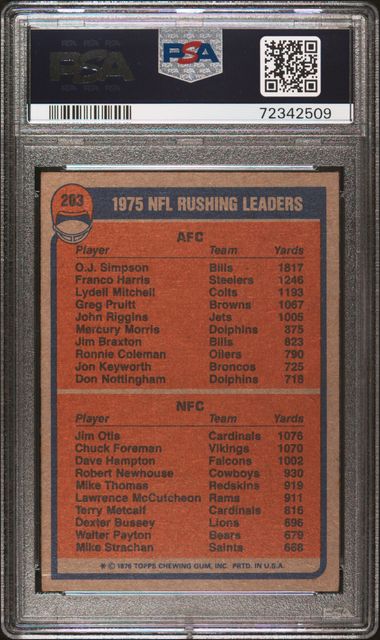 PSA
PSA
72342509
203
1975 NFL RUSHING LEADERS
AFC
Player Team Yards
O.J. Simpson Bills 1817
Franco Harris Steelers 1246
Lydell Mitchell Colts 1193
Greg Pruitt Browns 1067
John Riggins Jets 1005
Mercury Morris Dolphins 875
Jim Braxton Bills 823
Ronnie Coleman Oilers 790
Jon Keyworth Broncos 725
Don Nottingham Dolphins 718
NFC
Player Team Yards
Jim Otis Cardinals 1076
Chuck Foreman Vikings 1070
Dave Hampton Falcons 1002
Robert Newhouse Cowboys 930
Mike Thomas Redskins 919
Lawrence McCutcheon Rams 911
Terry Metcalf Cardinals 816
Dexter Bussey Lions 696
Walter Payton Bears 679
Mike Strachan Saints 668
* © 1976 TOPPS CHEWING GUM, INC. PRTD. IN U.S.A.